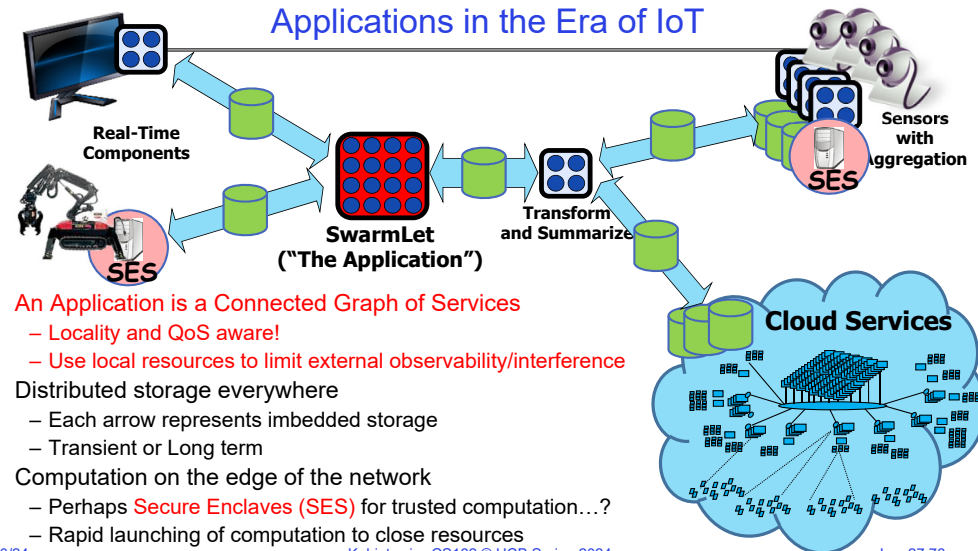 Applications in the Era of IoT
Real-Time
Components
SES
SwarmLet
("The Application")
Transform
and Summarize
Sensors
with
Aggregation
SES
Cloud Services
An Application is a Connected Graph of Services
– Locality and QoS aware!
– Use local resources to limit external observability/interference
Distributed storage everywhere
– Each arrow represents imbedded storage
– Transient or Long term
Computation on the edge of the network
– Perhaps Secure Enclaves (SES) for trusted computation…?
– Rapid launching of computation to close resources